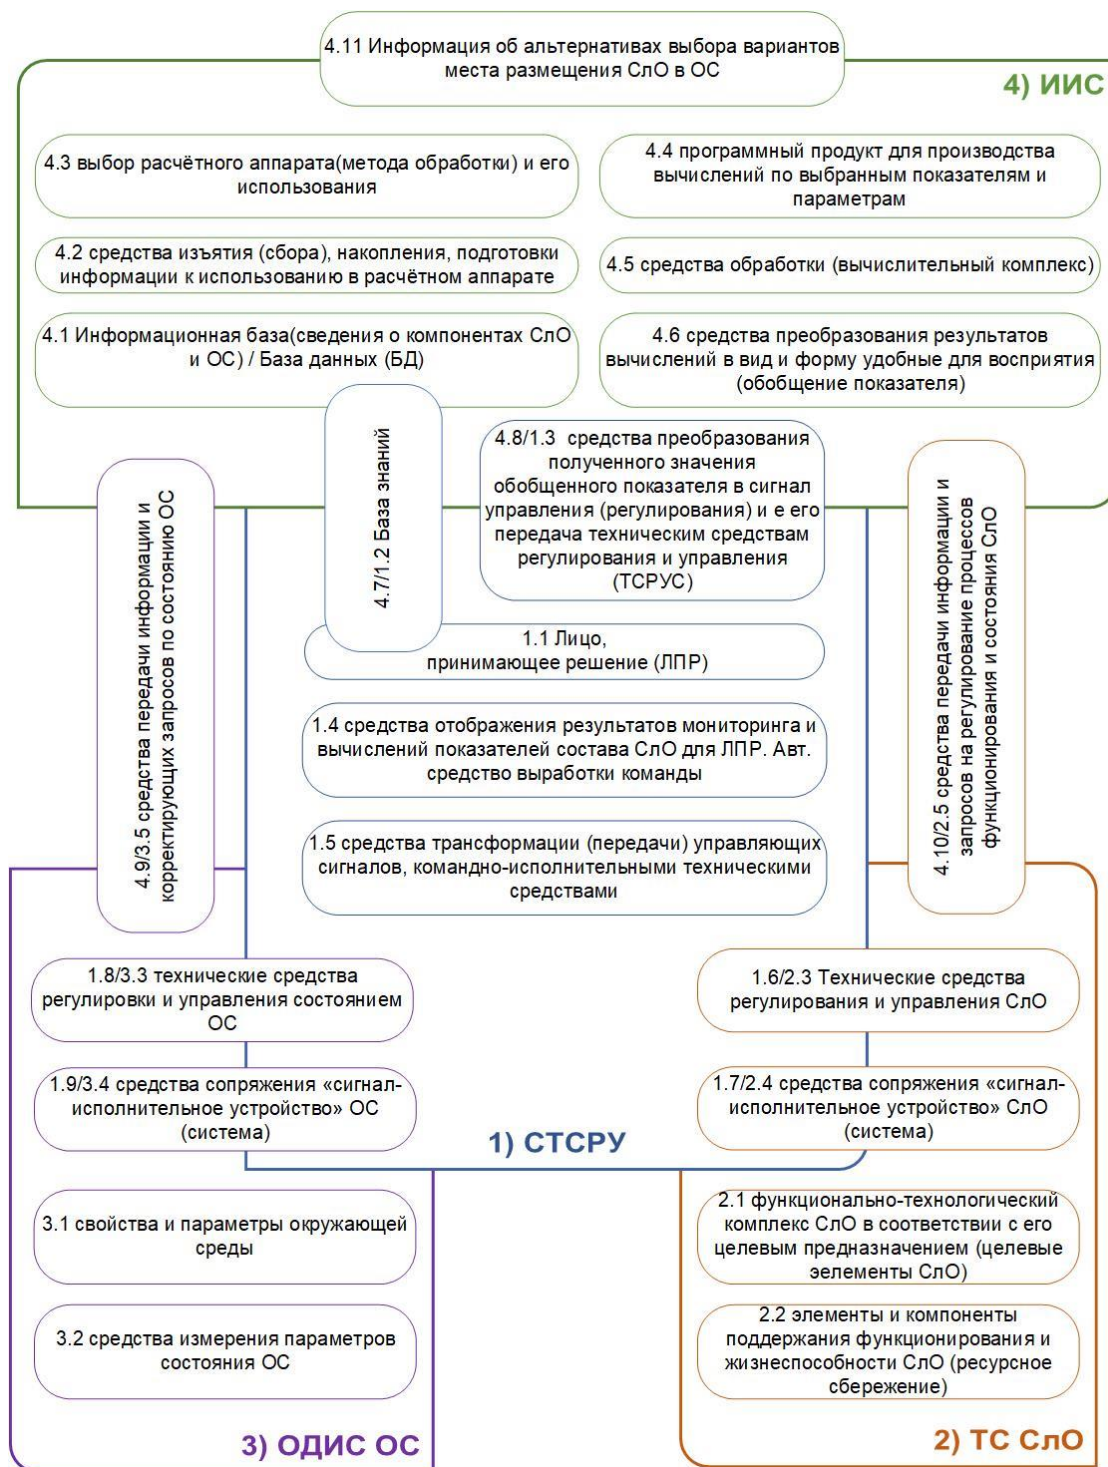 4.11 Информация об альтернативах выбора вариантов
места размещения СлО в ОС
4) ИИС
4.3 выбор расчётного аппарата(метода обработки) и его
использования
4.4 программный продукт для производства
вычислений по выбранным показателям и
параметрам
4.2 средства изъятия (сбора), накопления, подготовки
информации к использованию в расчётном аппарате
4.5 средства обработки (вычислительный комплекс)
4.1 Информационная база(сведения о компонентах СлО
и ОС) / База данных (БД)
4.6 средства преобразования результатов
вычислений в вид и форму удобные для восприятия
(обобщение показателя)
4.7/1.2 База знаний
4.8/1.3 средства преобразования
полученного значения
обобщенного показателя в сигнал
управления (регулирования) и е его
передача техническим средствам
регулирования и управления
(ТСРУС)
4.9/3.5 средства передачи информации и
корректирующих запросов по состоянию ОС
4.10/2.5 средства передачи информации и
запросов на регулирование процессов
функционирования и состояния СлО
1.1 Лицо,
принимающее решение (ЛПР)
1.4 средства отображения результатов мониторинга и
вычислений показателей состава СлО для ЛПР. Авт.
средство выработки команды
1.5 средства трансформации (передачи) управляющих
сигналов, командно-исполнительными техническими
средствами
1.8/3.3 технические средства
регулировки и управления состоянием
ОС
1.6/2.3 Технические средства
регулирования и управления СлО
1.9/3.4 средства сопряжения «сигнал-
исполнительное устройство» ОС
(система)
1.7/2.4 средства сопряжения «сигнал-
исполнительное устройство» СлО
(система)
1) СТСРУ
3.1 свойства и параметры окружающей
среды
2.1 функционально-технологический
комплекс СлО в соответствии с его
целевым предназначением (целевые
эелементы СлО)
3.2 средства измерения параметров
состояния ОС
2.2 элементы и компоненты
поддержания функционирования и
жизнеспособности СлО (ресурсное
сбережение)
3) ОДИС ОС
2) ТС СлО